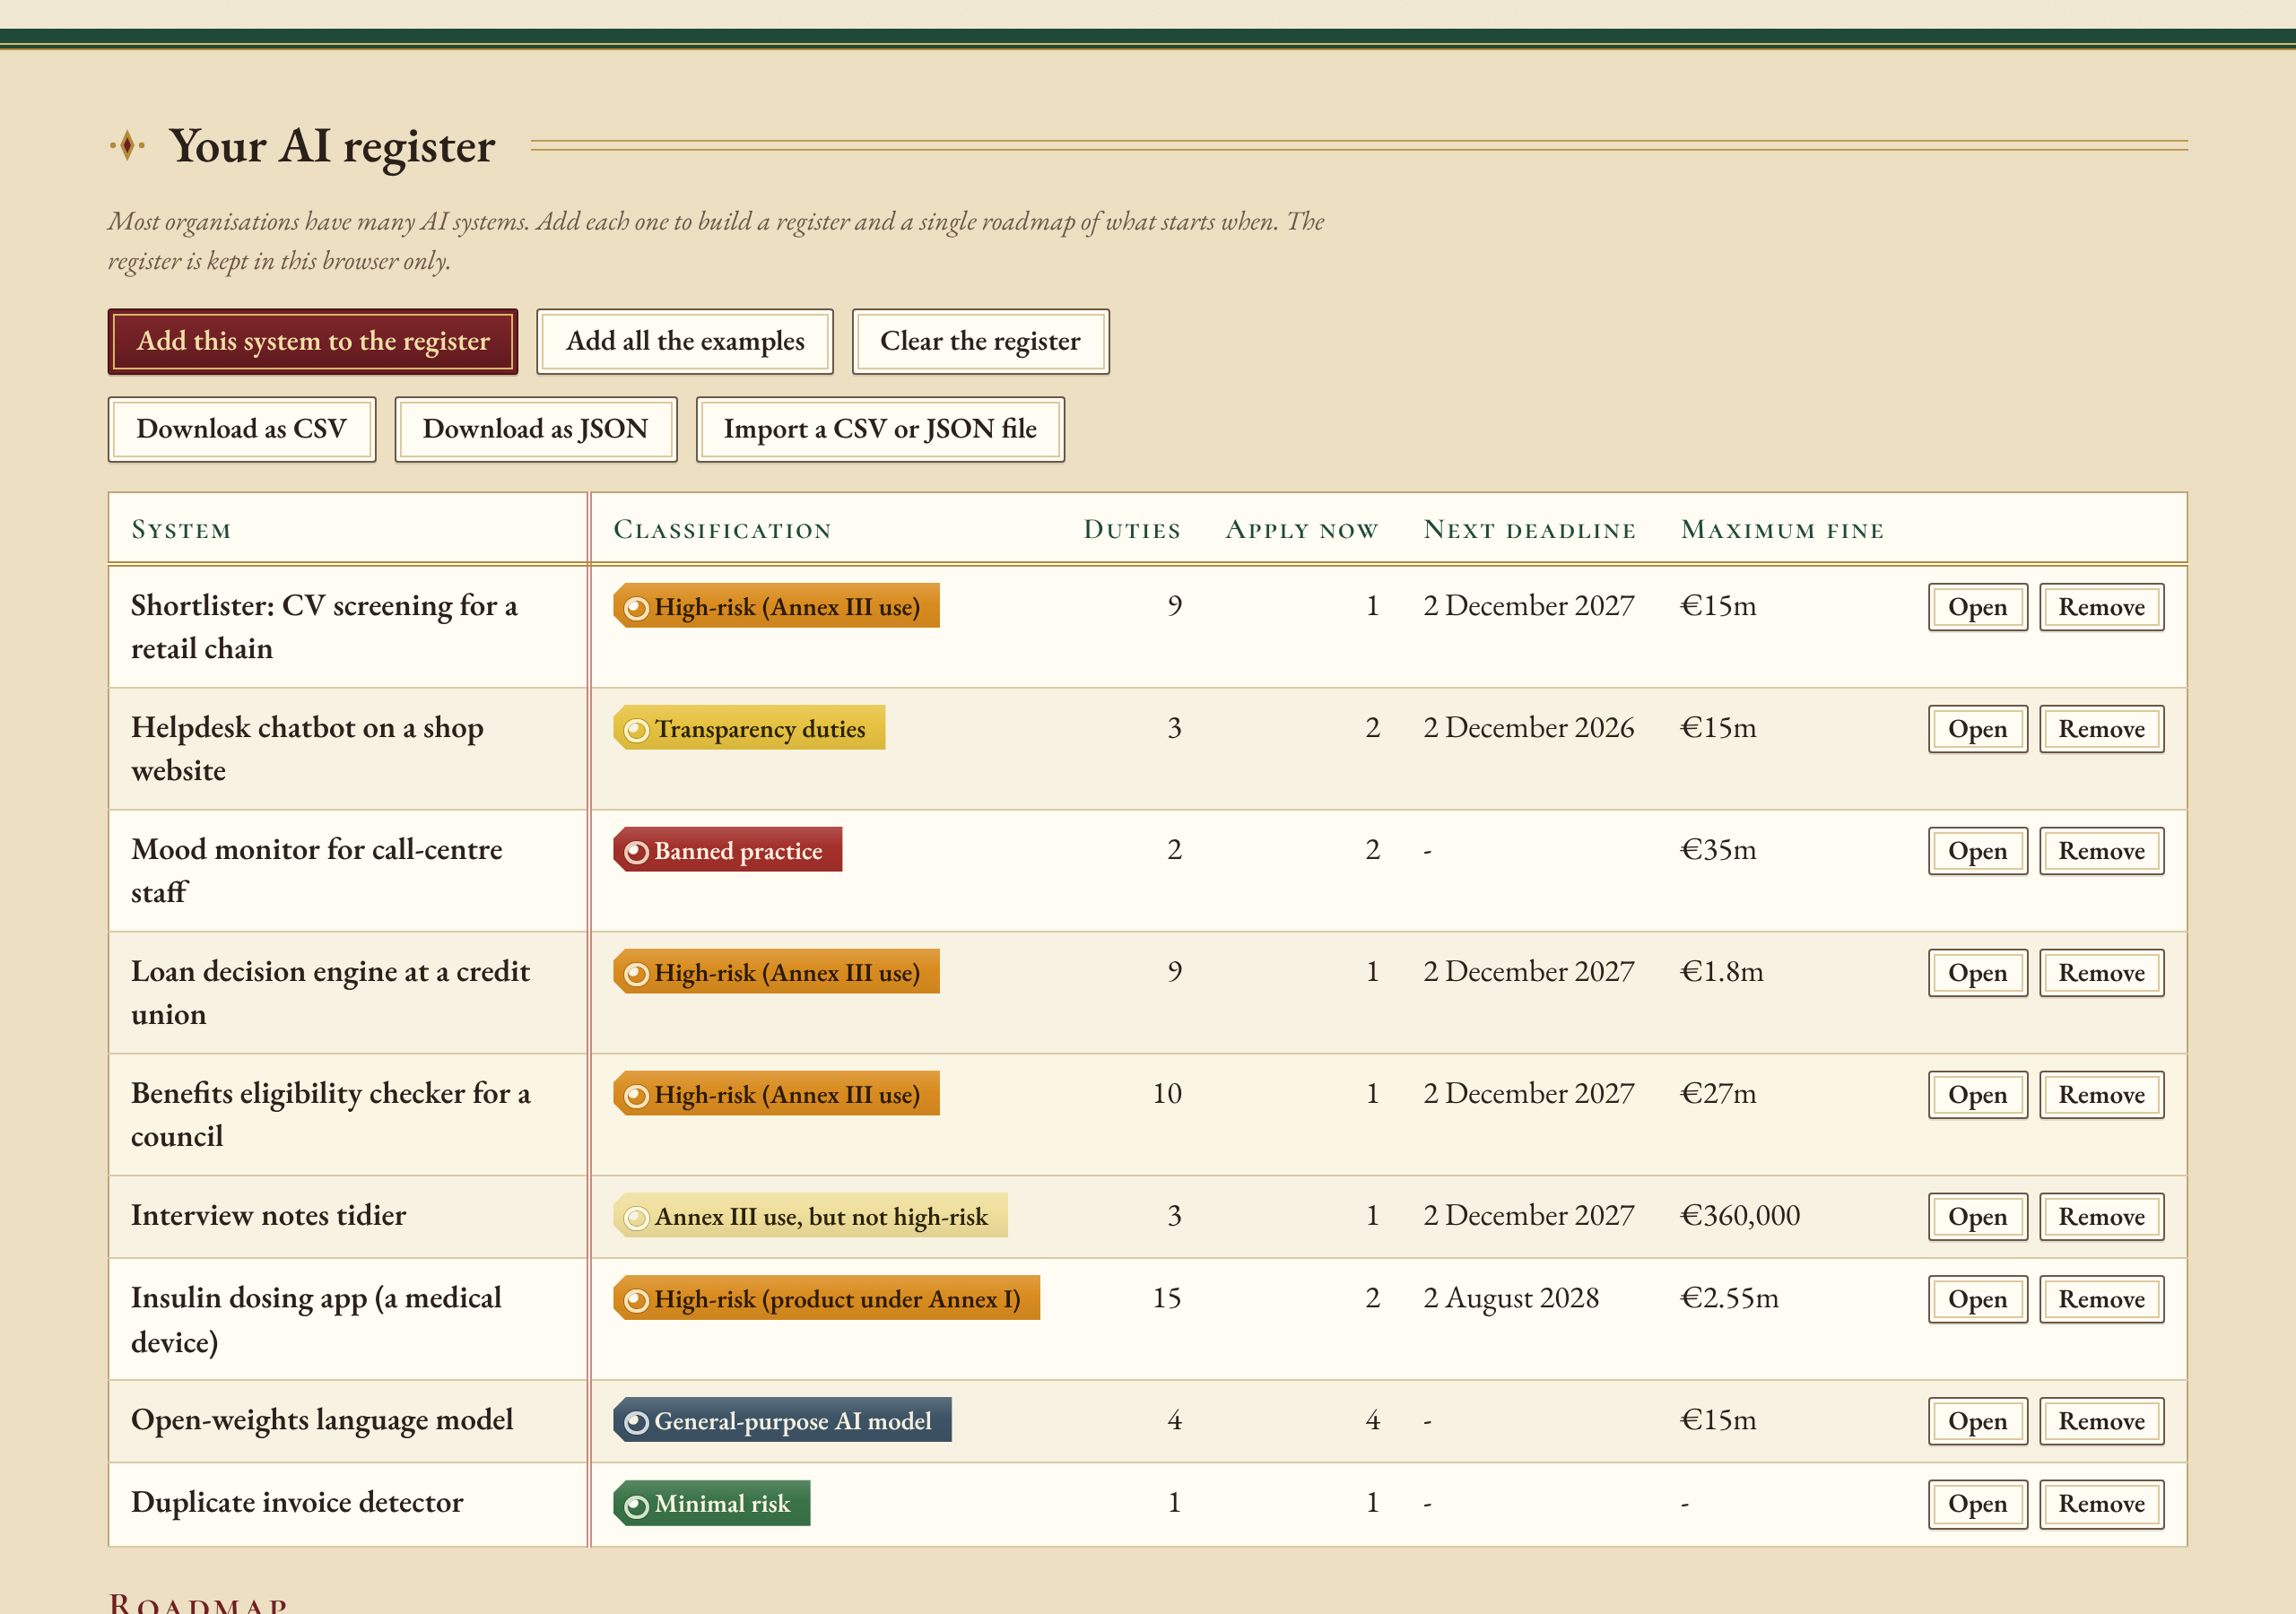 Your AI register
Most organisations have many AI systems. Add each one to build a register and a single roadmap of what starts when. The
register is kept in this browser only.
Add this system to the register Add all the examples Clear the register
Download as CSV Download as JSON Import a CSV or JSON file
System Classification Duties Apply now Next deadline Maximum fine
Shortlister: CV screening for a High-risk (Annex III use) 9 1 2 December 2027 €15m Open Remove
retail chain
Helpdesk chatbot on a shop Transparency duties 3 2 2 December 2026 €15m Open Remove
website
Mood monitor for call-centre Banned practice 2 2 - €35m Open Remove
staff
Loan decision engine at a credit High-risk (Annex III use) 9 1 2 December 2027 €1.8m Open Remove
union
Benefits eligibility checker for a High-risk (Annex III use) 10 1 2 December 2027 €27m Open Remove
council
Interview notes tidier Annex III use, but not high-risk 3 1 2 December 2027 €360,000 Open Remove
Insulin dosing app (a medical High-risk (product under Annex I) 15 2 2 August 2028 €2.55m Open Remove
device)
Open-weights language model General-purpose AI model 4 4 - €15m Open Remove
Duplicate invoice detector Minimal risk 1 1 - - Open Remove
Roadmap